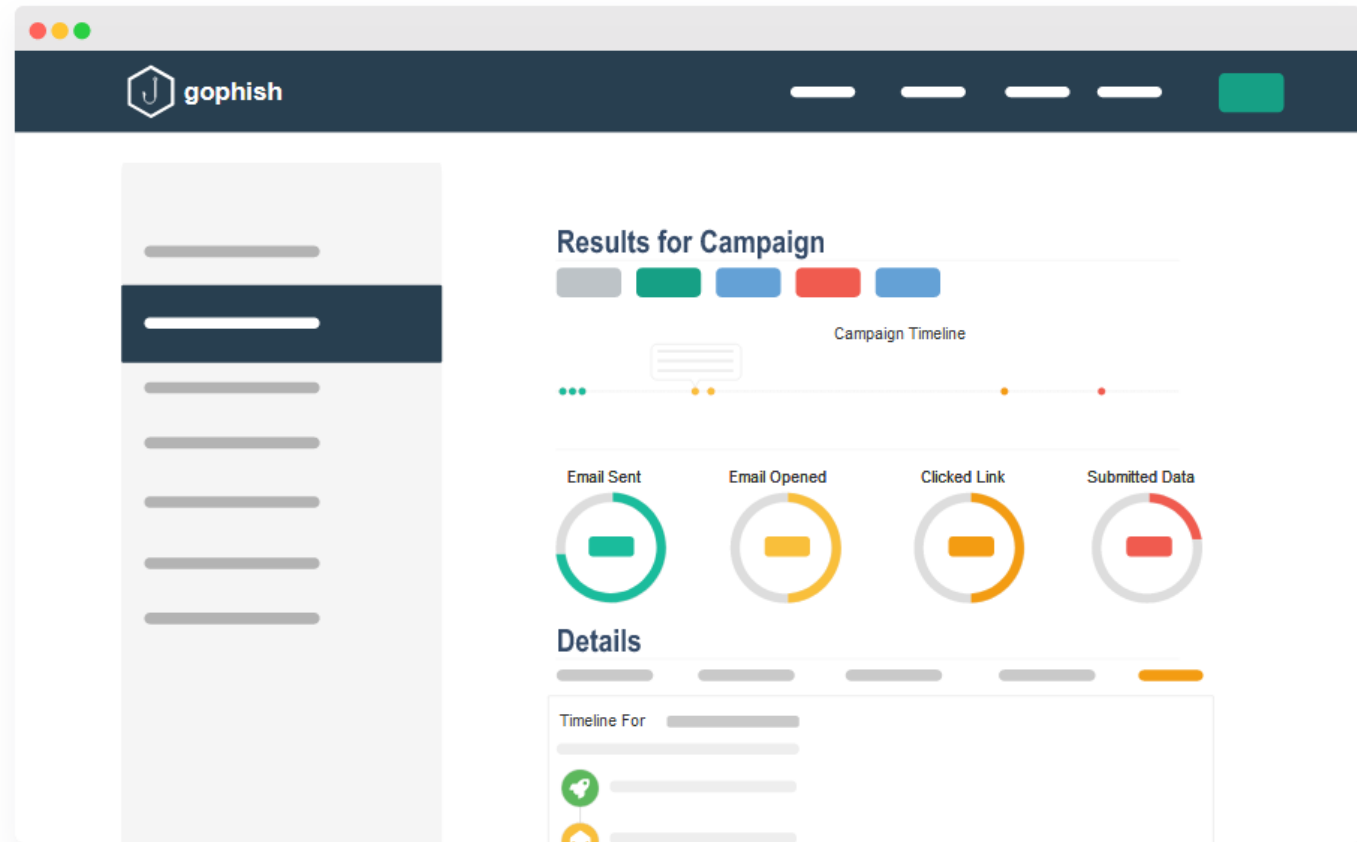 gophish
Results for Campaign
Campaign Timeline
Email Sent
Email Opened
Clicked Link
Submitted Data
Details
Timeline For